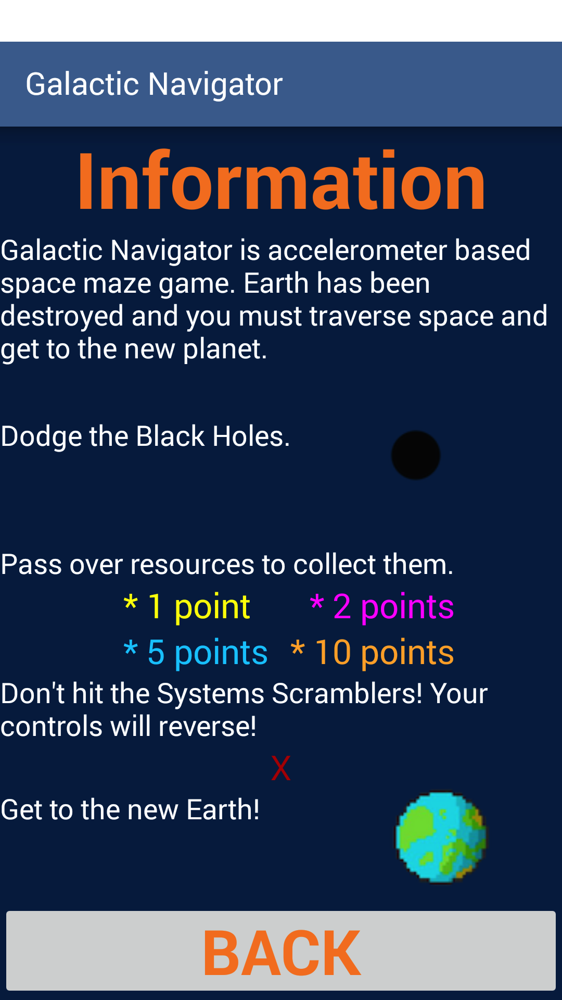 Galactic Navigator
Information
Galactic Navigator is accelerometer based
space maze game. Earth has been
destroyed and you must traverse space and
get to the new planet.
Dodge the Black Holes.
Pass over resources to collect them.
* 1 point * 2 points
* 5 points * 10 points
Don't hit the Systems Scramblers! Your
controls will reverse!
X
Get to the new Earth!
BACK